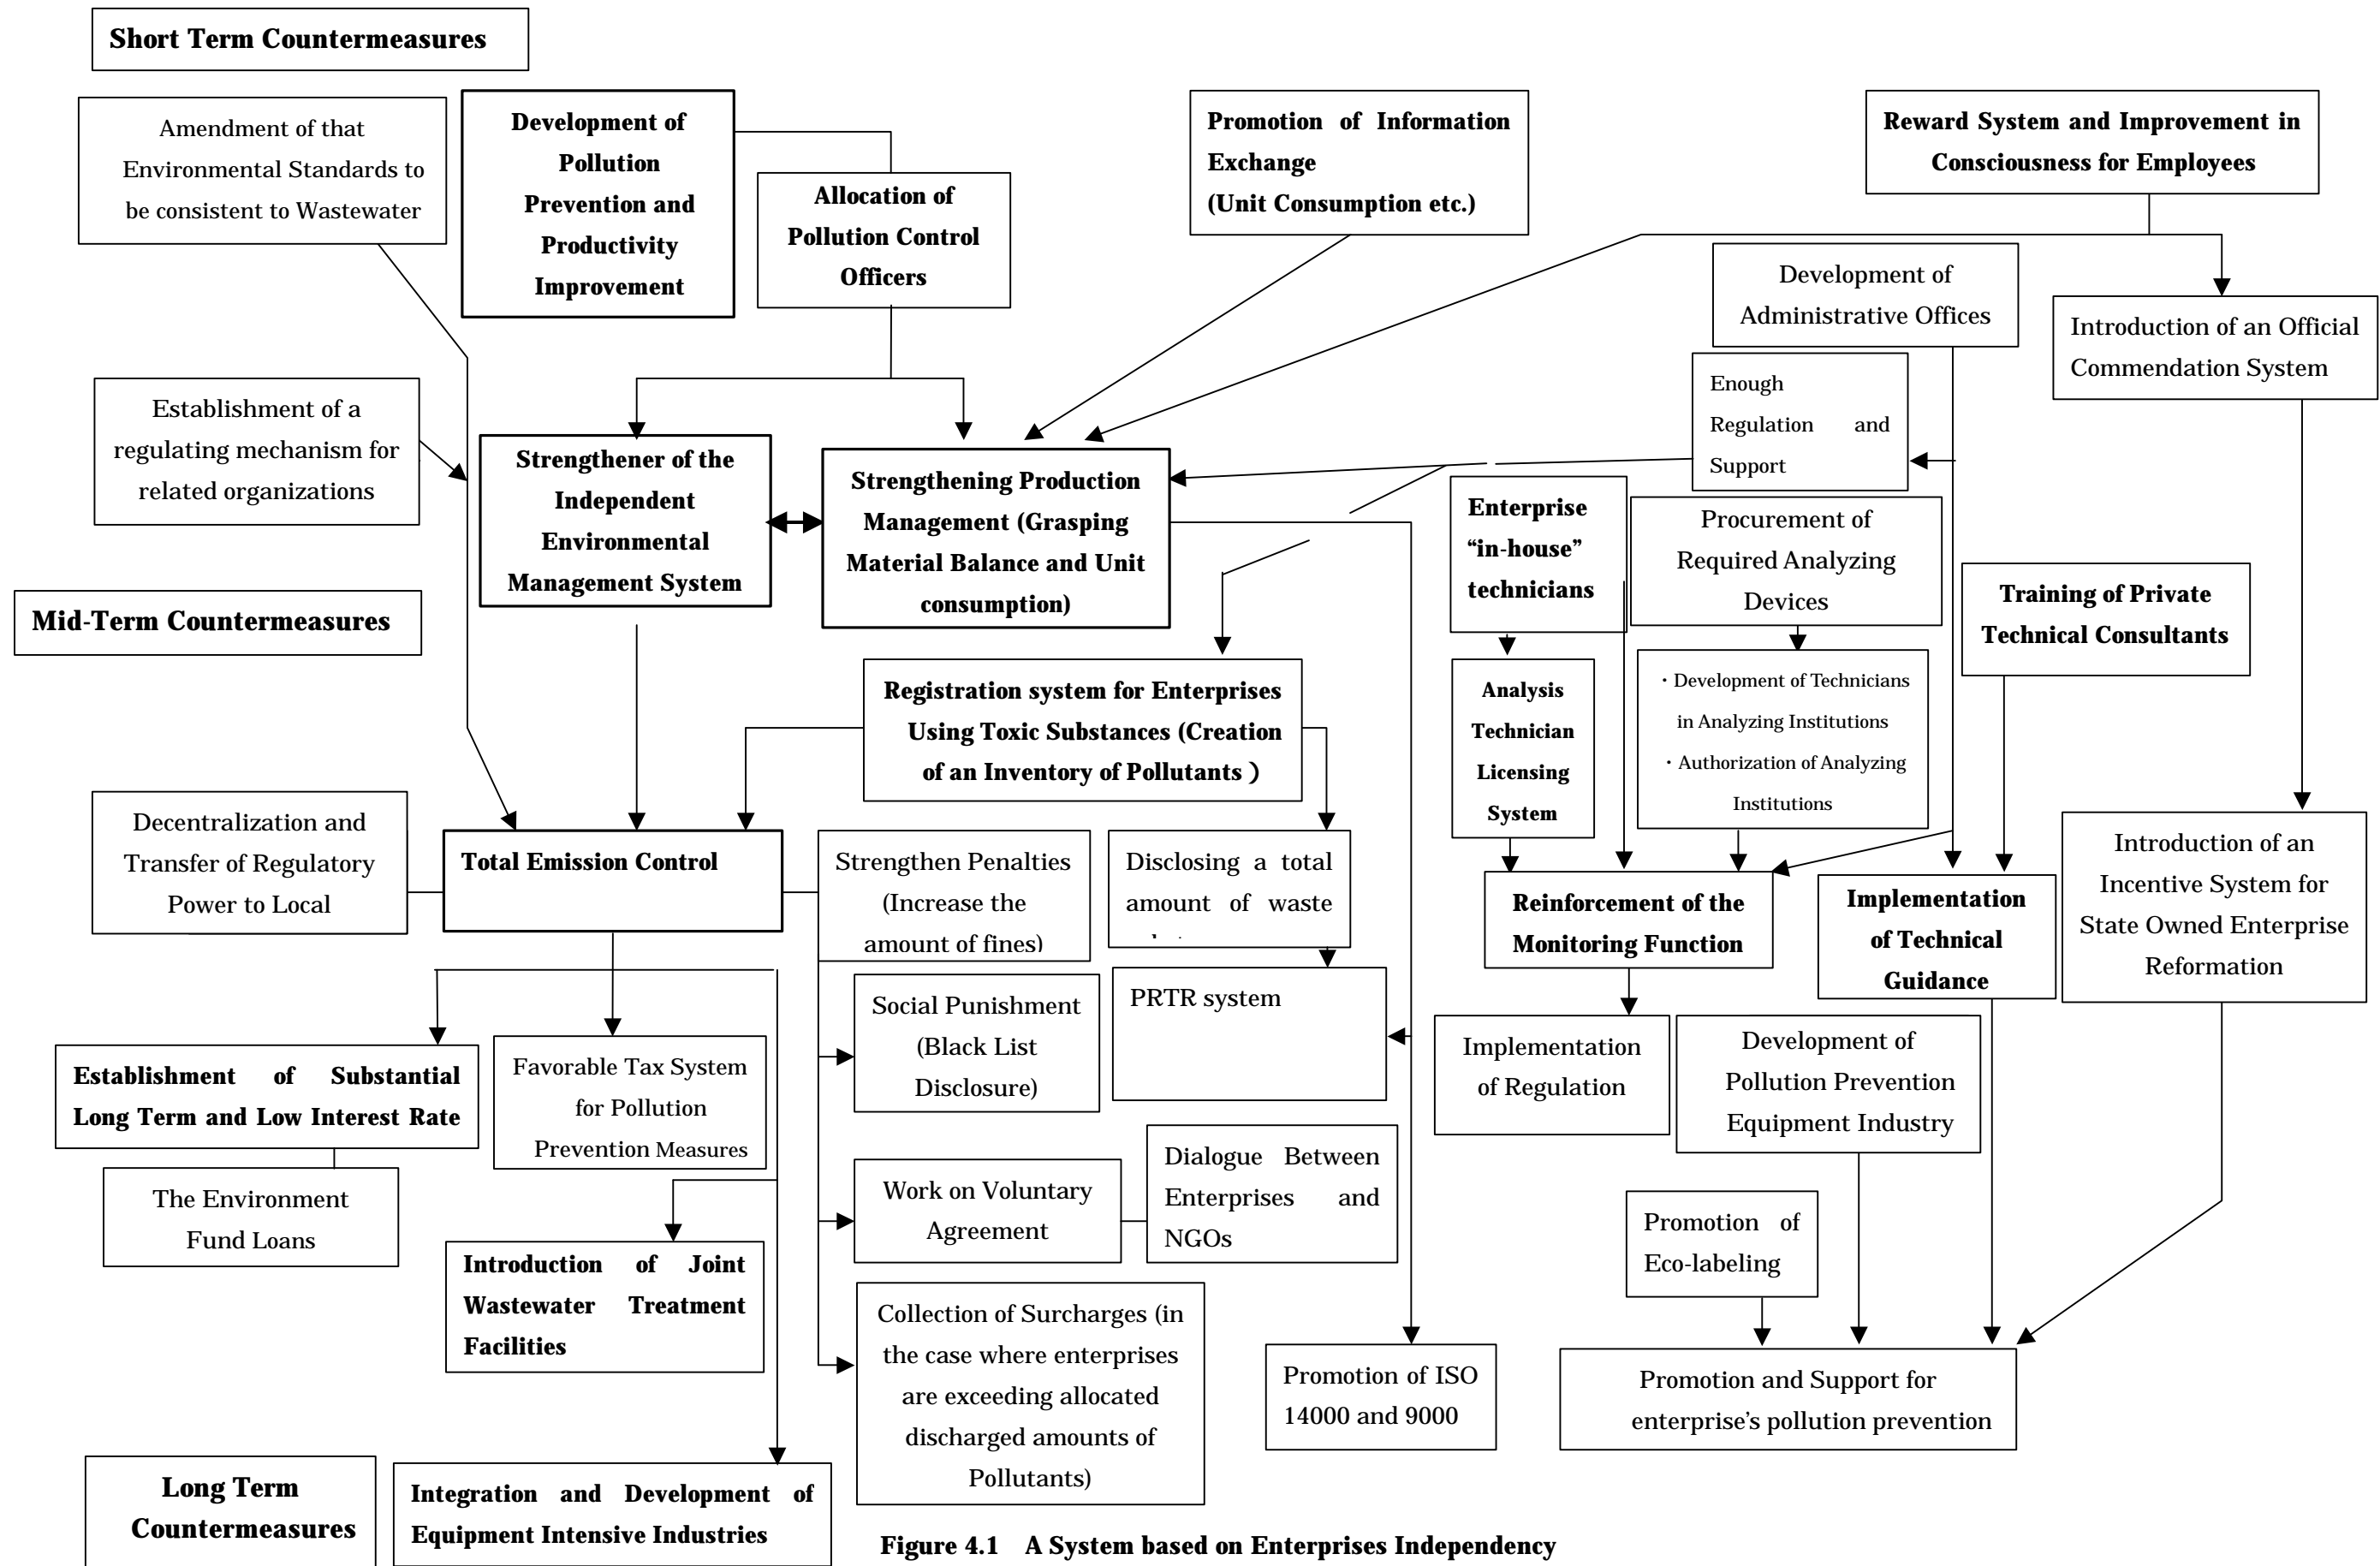 Short Term Countermeasures
Amendment of that
Environmental Standards to
be consistent to Wastewater
Development of
Pollution
Prevention and
Productivity
Improvement
Allocation of
Pollution Control
Officers
Promotion of Information
Exchange
(Unit Consumption etc.)
Reward System and Improvement in
Consciousness for Employees
Development of
Administrative Offices
Introduction of an Official
Commendation System
Enough
Regulation and
Support
Establishment of a
regulating mechanism for
related organizations
Strengthener of the
Independent
Environmental
Management System
Strengthening Production
Management (Grasping
Material Balance and Unit
consumption)
Enterprise
“in-house”
technicians
Procurement of
Required Analyzing
Devices
Training of Private
Technical Consultants
Mid-Term Countermeasures
Registration system for Enterprises
Using Toxic Substances (Creation
of an Inventory of Pollutants )
Analysis
Technician
Licensing
System
・Development of Technicians
in Analyzing Institutions
・Authorization of Analyzing
Institutions
Decentralization and
Transfer of Regulatory
Power to Local
Total Emission Control
Strengthen Penalties
(Increase the
amount of fines)
Disclosing a total
amount of waste
Reinforcement of the
Monitoring Function
Implementation
of Technical
Guidance
Introduction of an
Incentive System for
State Owned Enterprise
Reformation
Social Punishment
(Black List
Disclosure)
PRTR system
Implementation
of Regulation
Development of
Pollution Prevention
Equipment Industry
Establishment of Substantial
Long Term and Low Interest Rate
Favorable Tax System
for Pollution
Prevention Measures
The Environment
Fund Loans
Work on Voluntary
Agreement
Dialogue Between
Enterprises and
NGOs
Promotion of
Eco-labeling
Introduction of Joint
Wastewater Treatment
Facilities
Collection of Surcharges (in
the case where enterprises
are exceeding allocated
discharged amounts of
Pollutants)
Promotion of ISO
14000 and 9000
Promotion and Support for
enterprise’s pollution prevention
Long Term
Countermeasures
Integration and Development of
Equipment Intensive Industries
Figure 4.1 A System based on Enterprises Independency